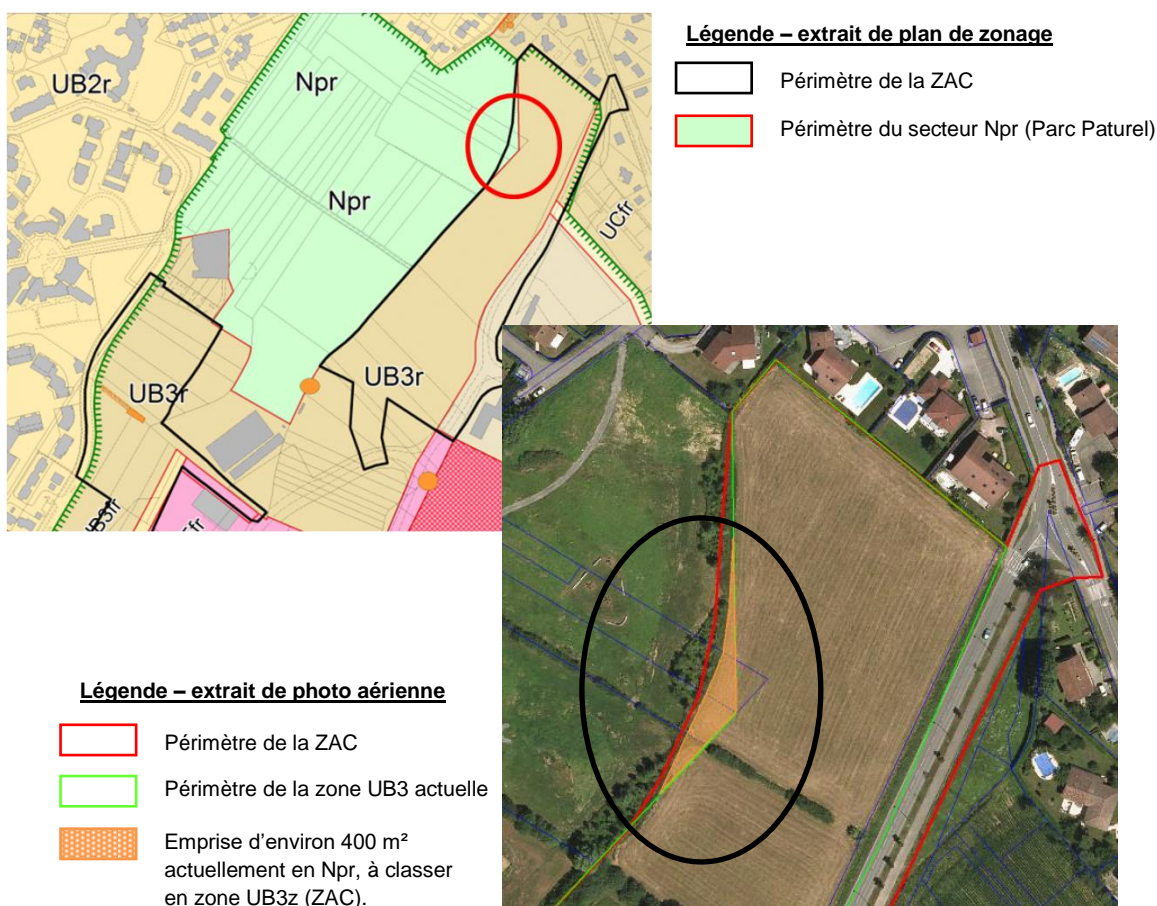 Légende – extrait de plan de zonage
Périmètre de la ZAC
Périmètre du secteur Npr (Parc Paturel)
UB2r
Npr
Npr
UCfr
UB3r
UB3r
Légende – extrait de photo aérienne
Périmètre de la ZAC
Périmètre de la zone UB3 actuelle
Emprise d'environ 400 m²
actuellement en Npr, à classer
en zone UB3z (ZAC).